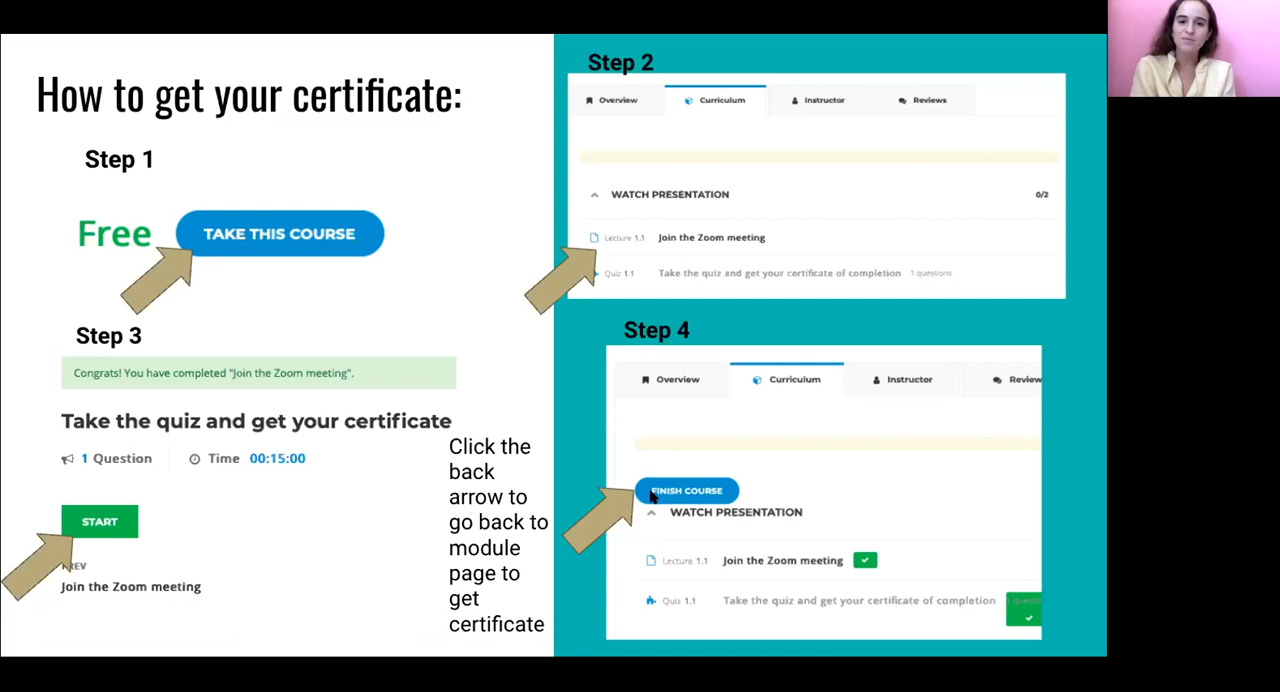 How to get your certificate:
Step 1
Free
TAKE THIS COURSE
Step 2
Overview
Curriculum
Instructor
Reviews
WATCH PRESENTATION
0/2
Lecture 1.1
Join the Zoom meeting
Quiz 1.1
Take the quiz and get your certificate of completion
1 questions
Step 3
Congrats! You have completed "Join the Zoom meeting".
Take the quiz and get your certificate
1 Question
Time 00:15:00
START
Join the Zoom meeting
Click the
back
arrow to
go back to
module
page to
get
certificate
Step 4
Overview
Curriculum
Instructor
Review
FINISH COURSE
WATCH PRESENTATION
Lecture 1.1
Join the Zoom meeting
Quiz 1.1
Take the quiz and get your certificate of completion